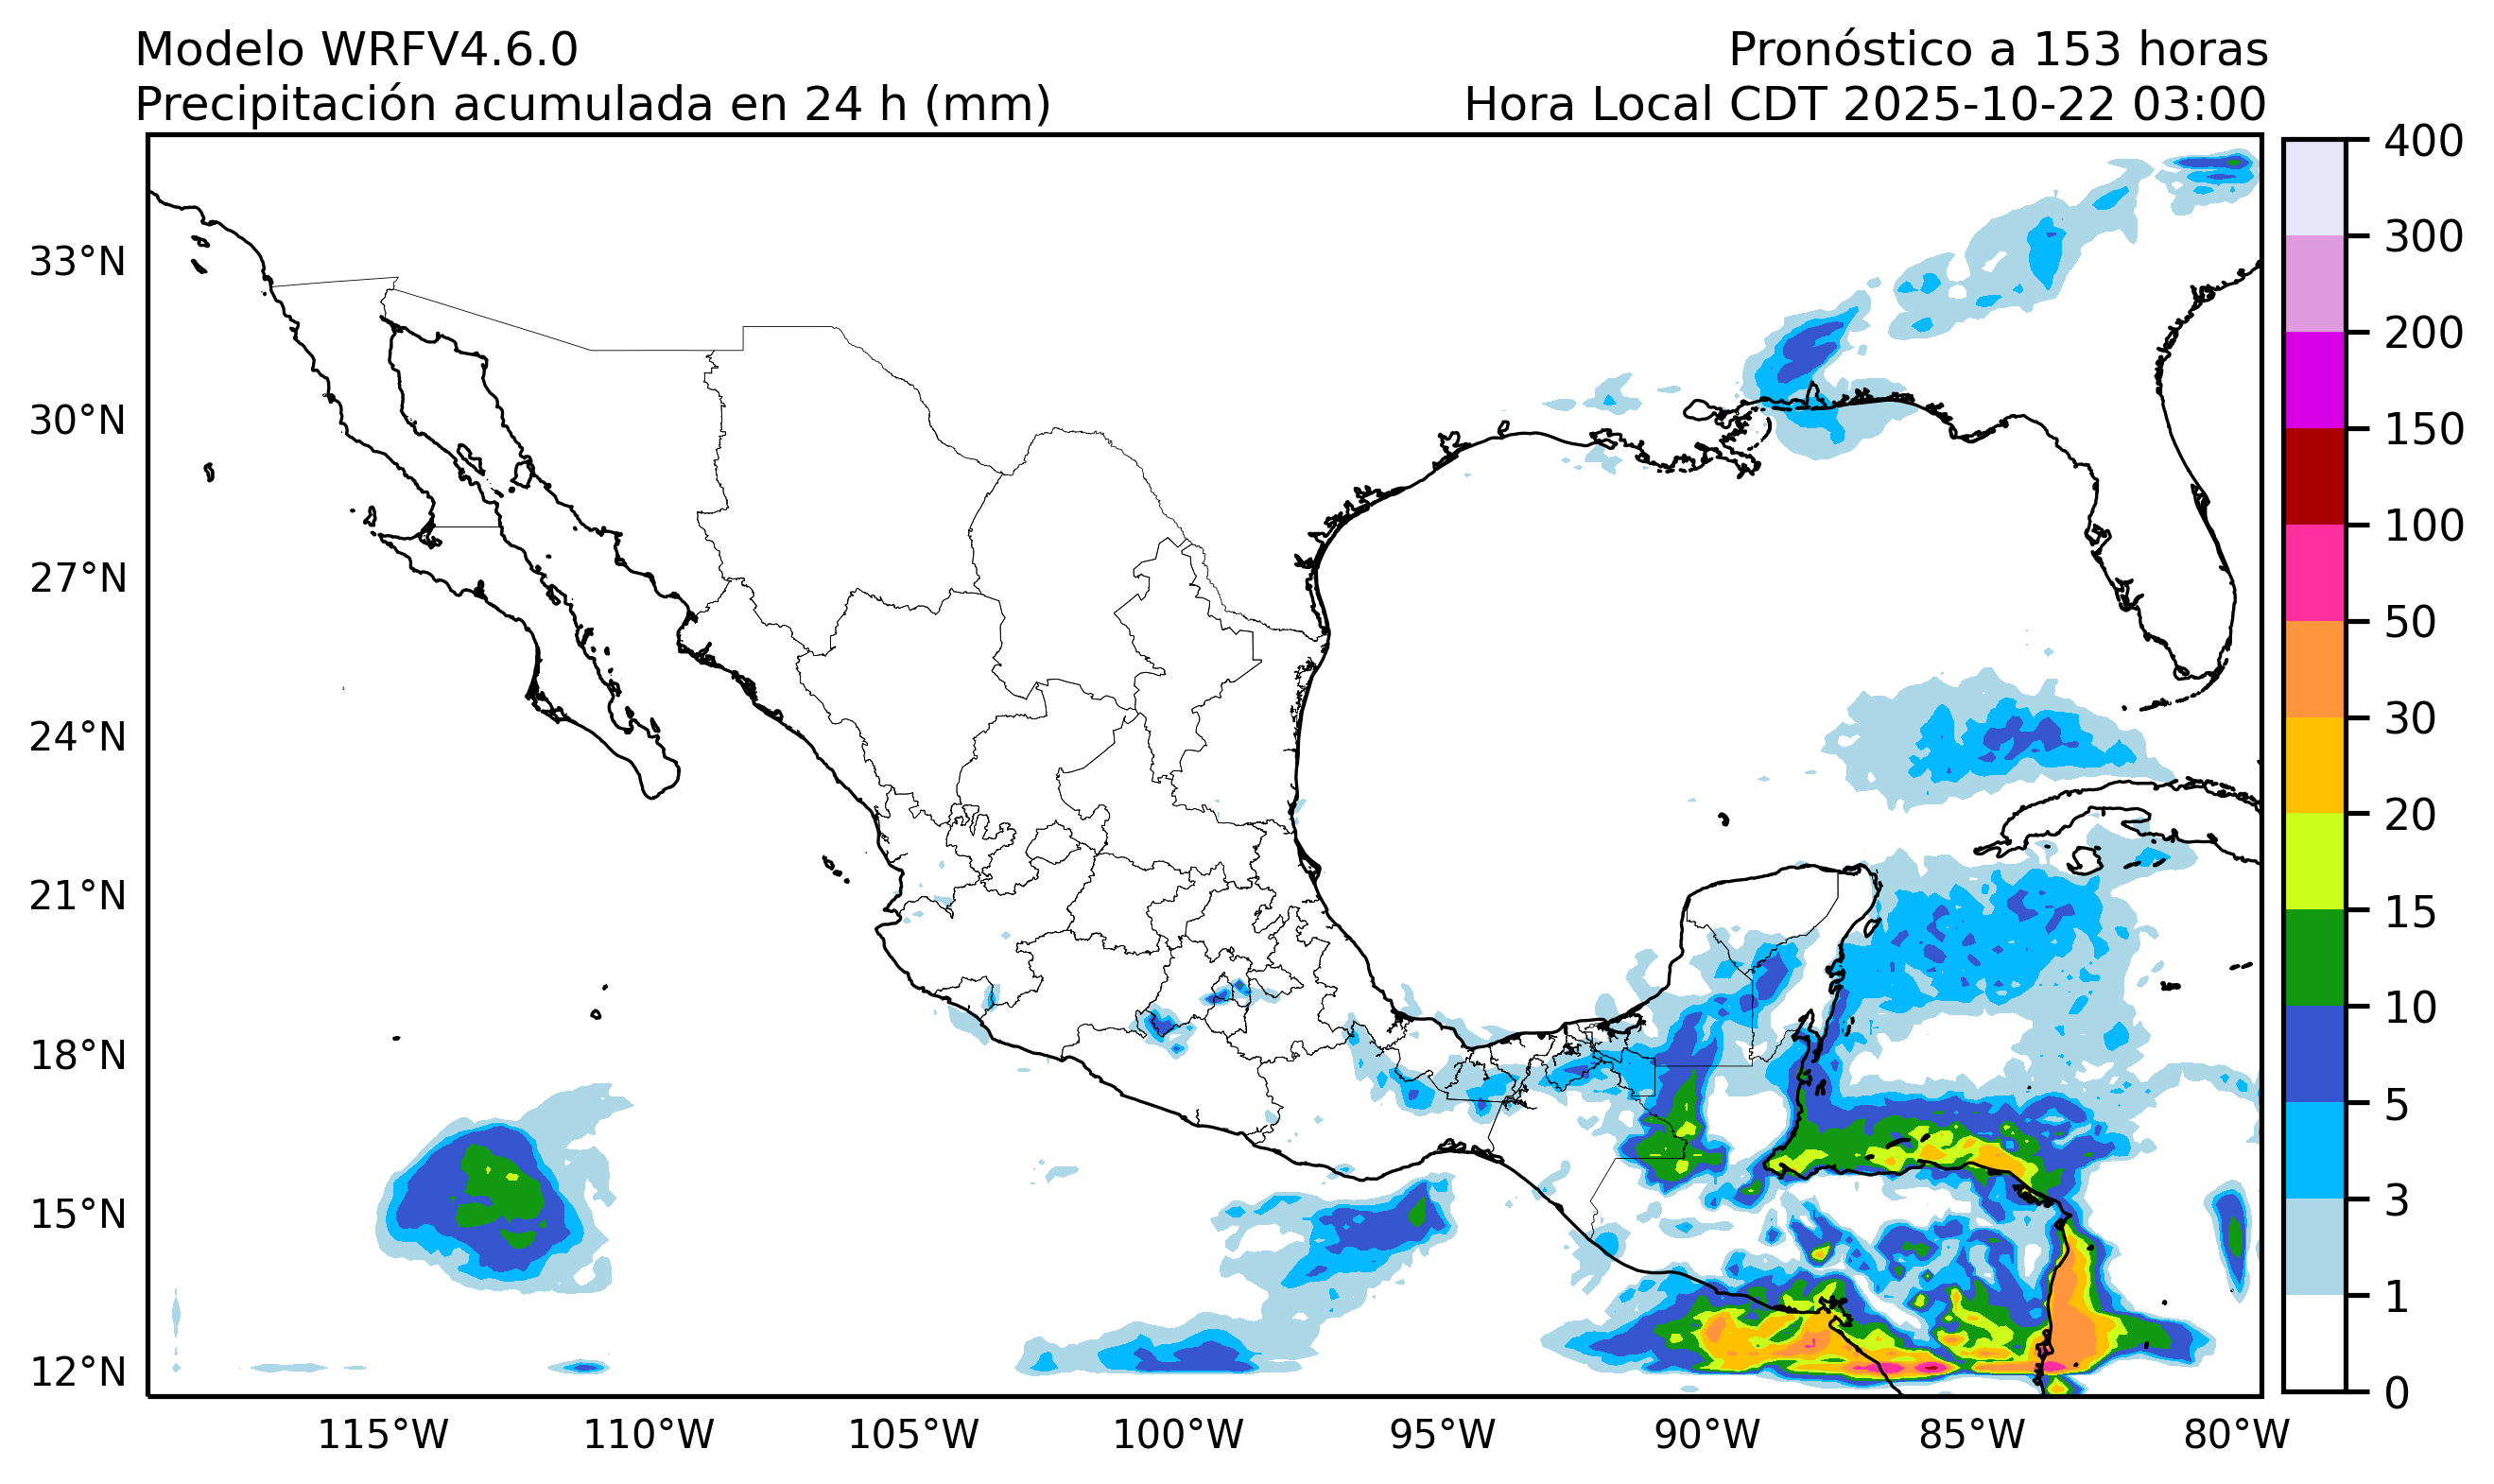 Modelo WRFV4.6.0
Pronóstico a 153 horas
Precipitación acumulada en 24 h (mm)
Hora Local CDT 2025-10-22 03:00
33°N
30°N
27°N
24°N
21°N
18°N
15°N
12°N
115°W
110°W
105°W
100°W
95°W
90°W
85°W
80°W
400
300
200
150
100
50
30
20
15
10
5
3
1
0